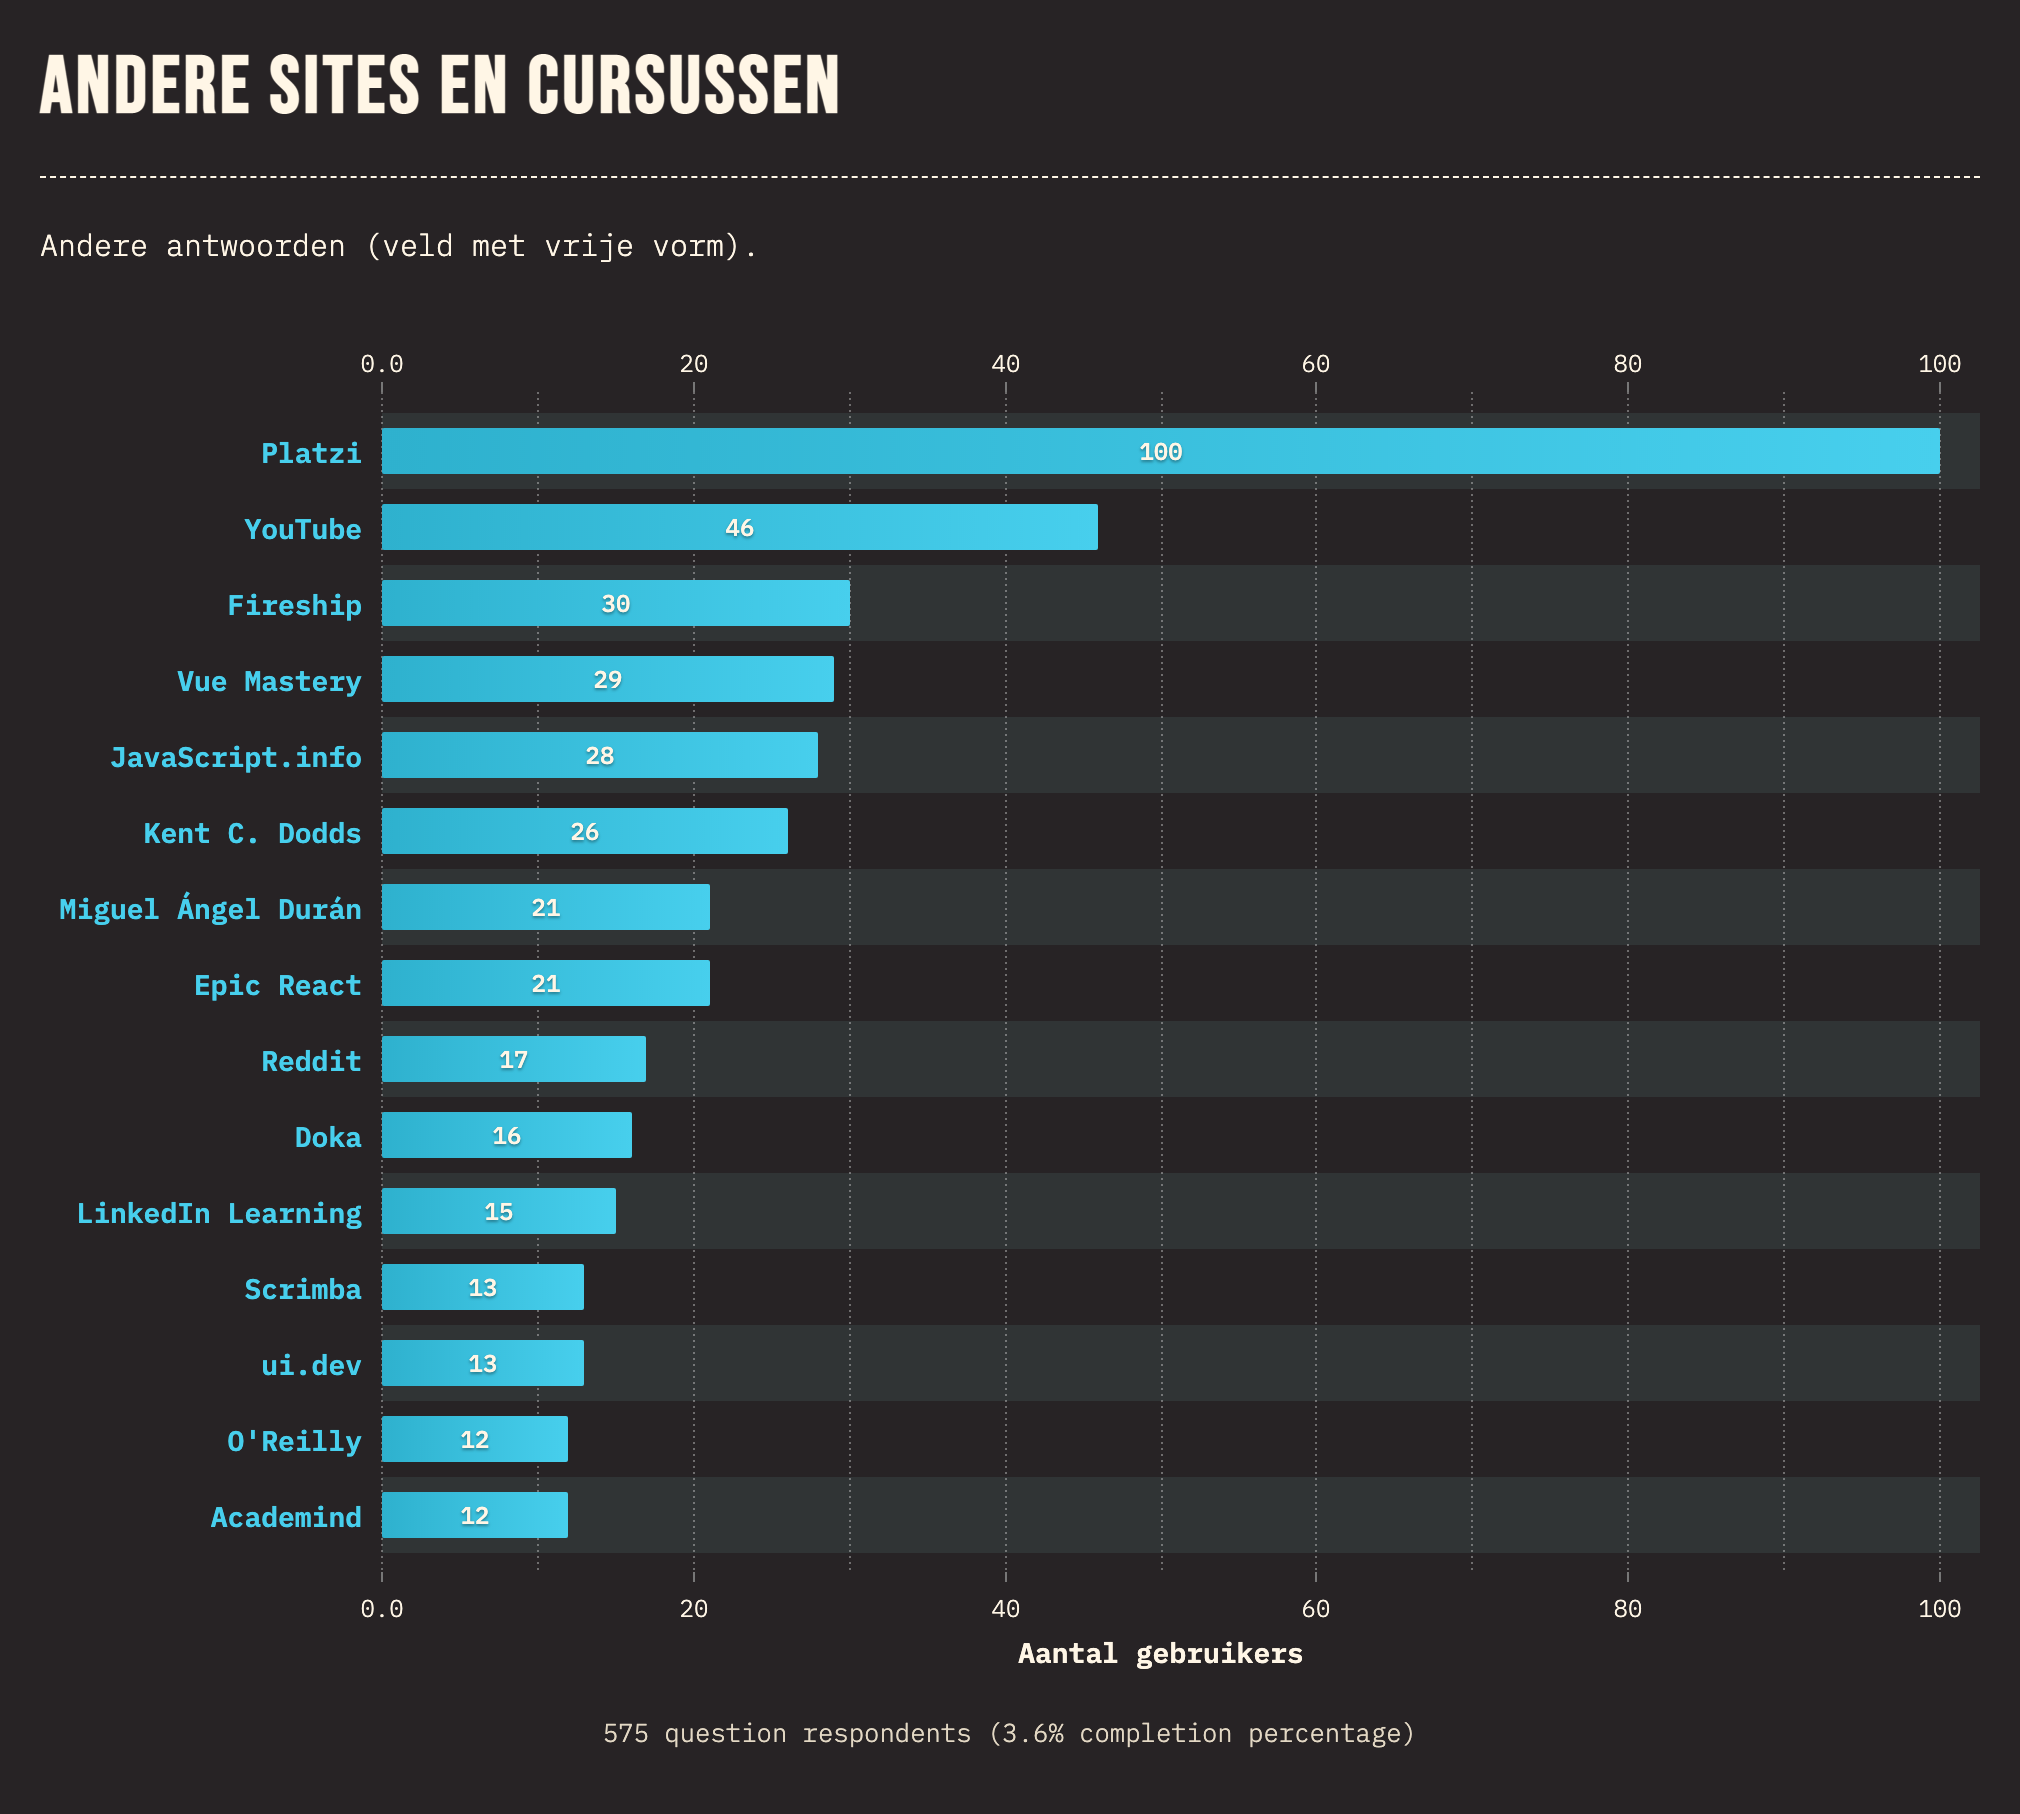 ANDERE SITES EN CURSUSSEN
Andere antwoorden (veld met vrije vorm).
0.0 20 40 60 80 100
Platzi 100
YouTube 46
Fireship 30
Vue Mastery 29
JavaScript.info 28
Kent C. Dodds 26
Miguel Ángel Durán 21
Epic React 21
Reddit 17
Doka 16
LinkedIn Learning 15
Scrimba 13
ui.dev 13
O'Reilly 12
Academind 12
0.0 20 40 60 80 100
Aantal gebruikers
575 question respondents (3.6% completion percentage)